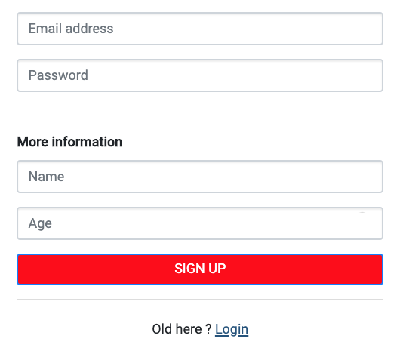 Email address
Password
More information
Name
Age
SIGN UP
Old here ? Login